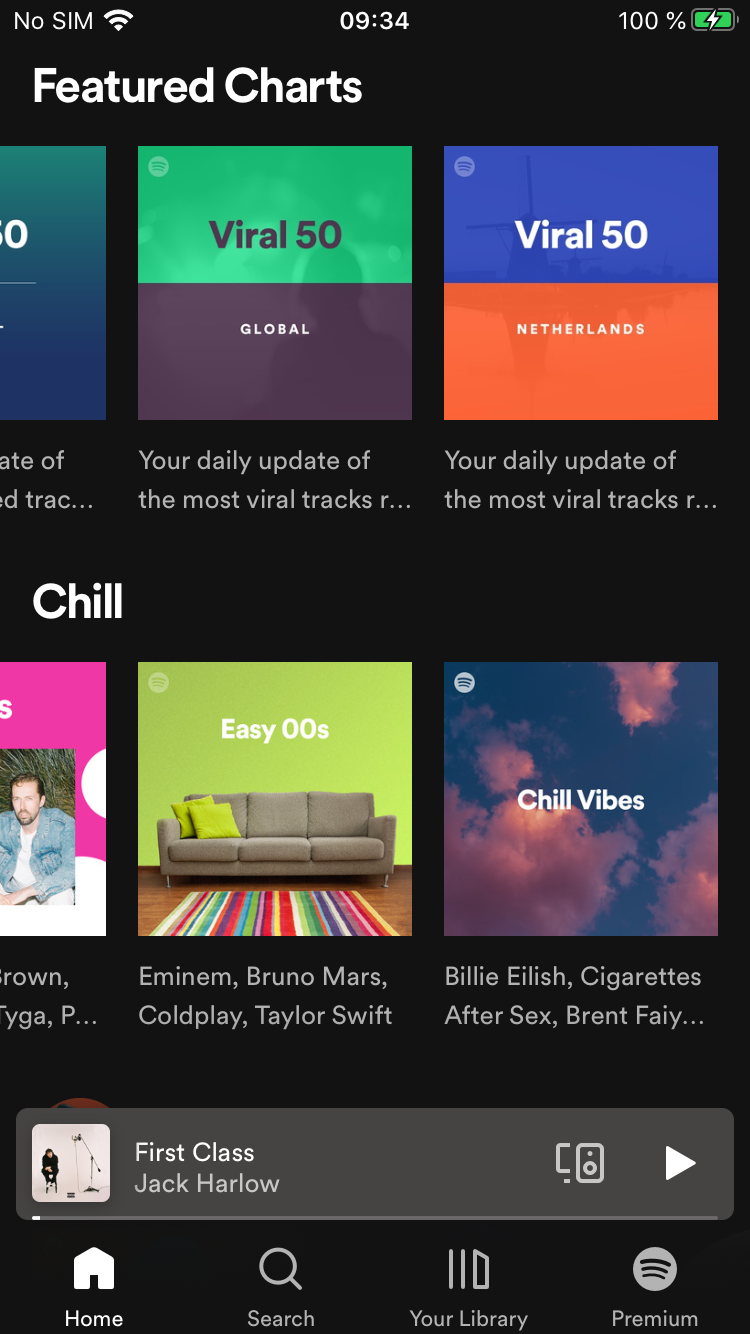 No SIM
09:34
100 %
Featured Charts
50
Viral 50
GLOBAL
Viral 50
NETHERLANDS
ate of
ed trac...
Your daily update of
the most viral tracks r...
Your daily update of
the most viral tracks r...
Chill
s
Easy 00s
Chill Vibes
Brown,
Tyga, P...
Eminem, Bruno Mars,
Coldplay, Taylor Swift
Billie Eilish, Cigarettes
After Sex, Brent Faiy...
First Class
Jack Harlow
Home
Search
Your Library
Premium